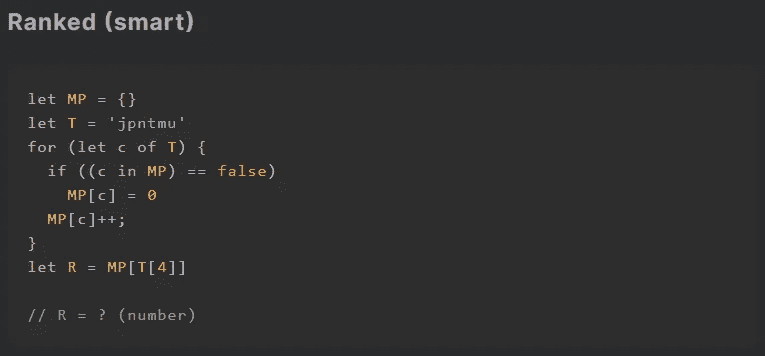 Ranked (smart)
let MP = {}
let T = 'jpntmu'
for (let c of T) {
  if ((c in MP) == false)
    MP[c] = 0
  MP[c]++;
}
let R = MP[T[4]]
// R = ? (number)